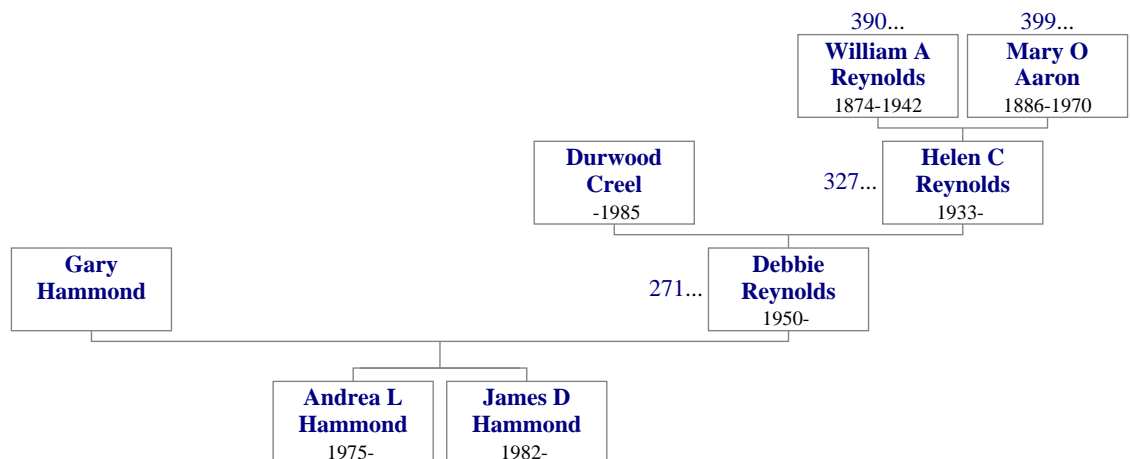 390...
399...
William A
Reynolds
1874-1942
Mary O
Aaron
1886-1970
Durwood
Creel
-1985
327...
Helen C
Reynolds
1933-
Gary
Hammond
271...
Debbie
Reynolds
1950-
Andrea L
Hammond
1975-
James D
Hammond
1982-